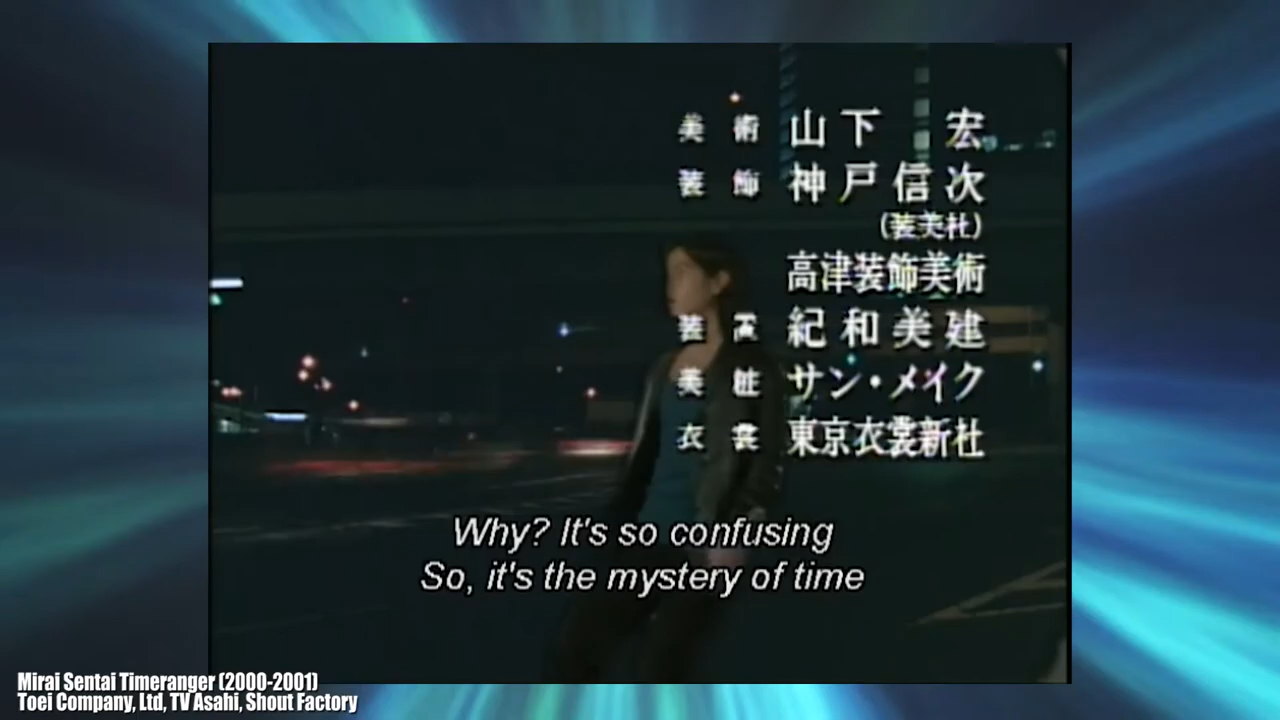 美術 山下 宏
装飾 神戸信次
(装美社)
高津装飾美術
装置 紀和美建
美粧 サン・メイク
衣裳 東京衣裳新社
Why? It's so confusing
So, it's the mystery of time
Mirai Sentai Timeranger (2000-2001)
Toei Company, Ltd, TV Asahi, Shout Factory